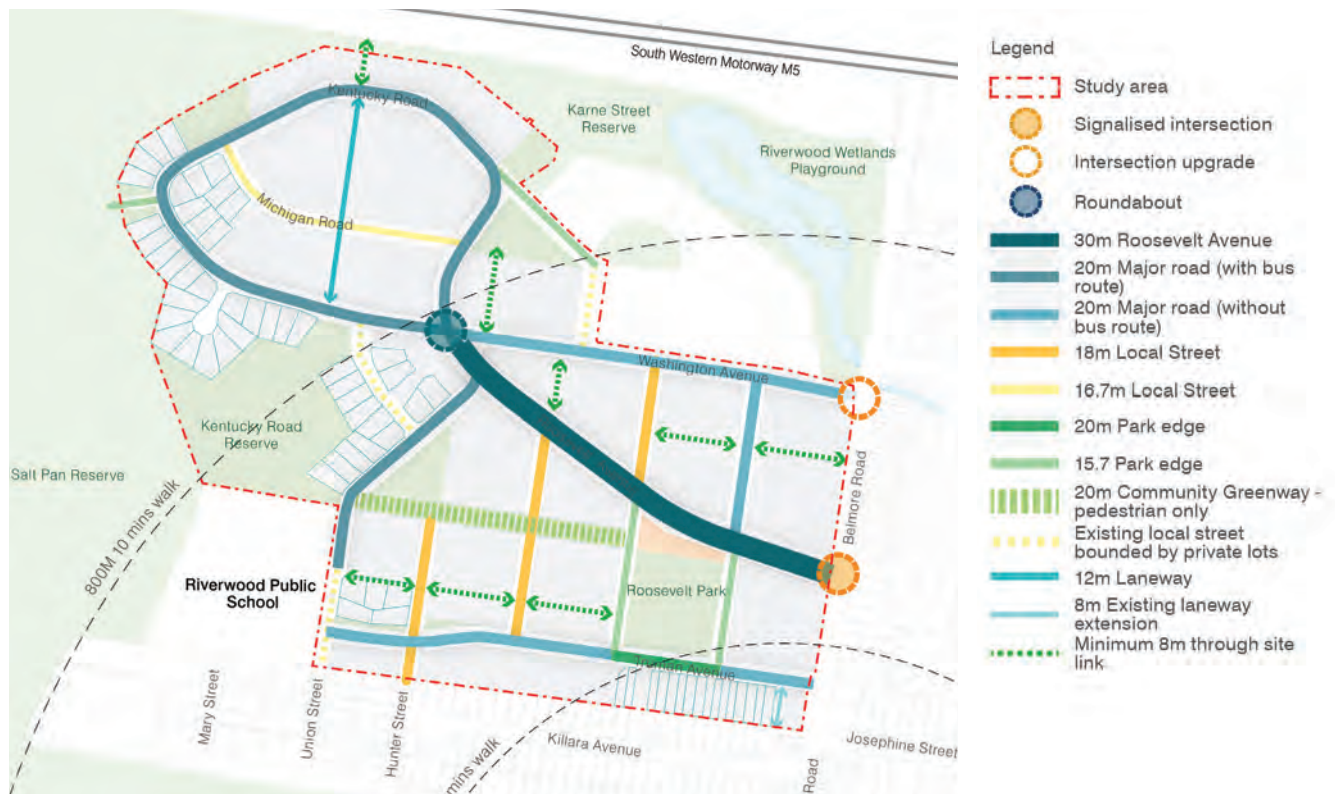 South Western Motorway M5
Kentucky Road
Karne Street
Reserve
Riverwood Wetlands
Playground
Michigan Road
Washington Avenue
Kentucky Road
Reserve
Salt Pan Reserve
800M 10 mins walk
Belmore Road
Riverwood Public
School
Roosevelt Park
Truman Avenue
Mary Street
Union Street
Hunter Street
mins walk
Killara Avenue
Josephine Street
Road
Legend
Study area
Signalised intersection
Intersection upgrade
Roundabout
30m Roosevelt Avenue
20m Major road (with bus
route)
20m Major road (without
bus route)
18m Local Street
16.7m Local Street
20m Park edge
15.7 Park edge
20m Community Greenway -
pedestrian only
Existing local street
bounded by private lots
12m Laneway
8m Existing laneway
extension
Minimum 8m through site
link